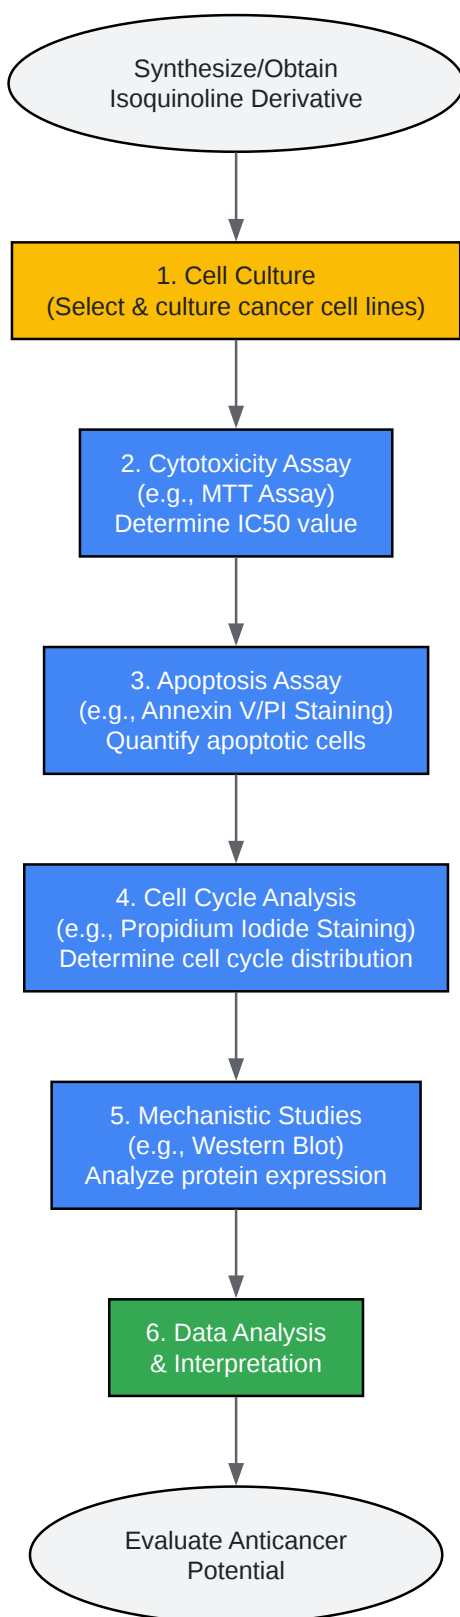 Synthesize/Obtain
Isoquinoline Derivative
1. Cell Culture
(Select & culture cancer cell lines)
2. Cytotoxicity Assay
(e.g., MTT Assay)
Determine IC50 value
3. Apoptosis Assay
(e.g., Annexin V/PI Staining)
Quantify apoptotic cells
4. Cell Cycle Analysis
(e.g., Propidium Iodide Staining)
Determine cell cycle distribution
5. Mechanistic Studies
(e.g., Western Blot)
Analyze protein expression
6. Data Analysis
& Interpretation
Evaluate Anticancer
Potential